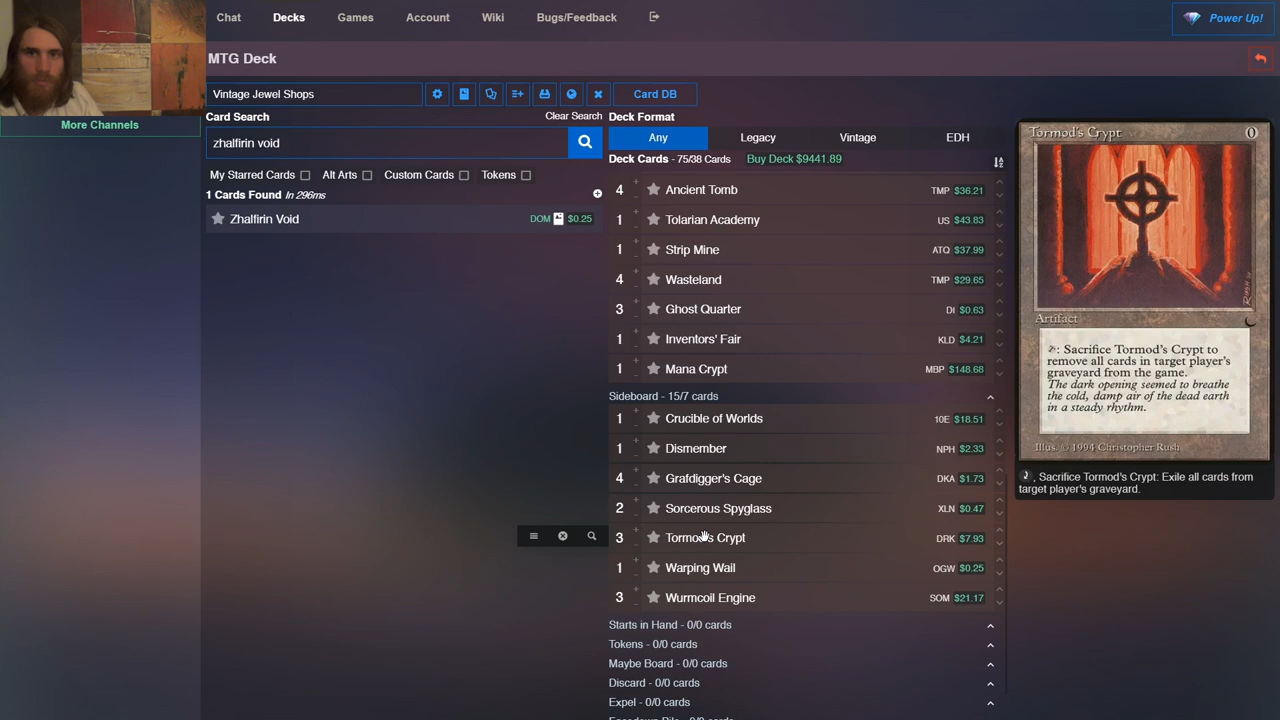 Chat Decks Games Account Wiki Bugs/Feedback Power Up!
MTG Deck
Vintage Jewel Shops Card DB
More Channels
Card Search Clear Search
zhalfirin void
My Starred Cards Alt Arts Custom Cards Tokens
1 Cards Found In 296ms
Zhalfirin Void DOM $0.25
Deck Format
Any Legacy Vintage EDH
Deck Cards - 75/38 Cards Buy Deck $9441.89
4 Ancient Tomb TMP $36.21
1 Tolarian Academy US $43.83
1 Strip Mine ATQ $37.99
4 Wasteland TMP $29.65
3 Ghost Quarter DI $0.63
1 Inventors' Fair KLD $4.21
1 Mana Crypt MBP $148.68
Sideboard - 15/7 cards
1 Crucible of Worlds 10E $18.51
1 Dismember NPH $2.33
4 Grafdigger's Cage DKA $1.73
2 Sorcerous Spyglass XLN $0.47
3 Tormod's Crypt DRK $7.93
1 Warping Wail OGW $0.25
3 Wurmcoil Engine SOM $21.17
Starts in Hand - 0/0 cards
Tokens - 0/0 cards
Maybe Board - 0/0 cards
Discard - 0/0 cards
Expel - 0/0 cards
Tormod's Crypt 0
Artifact
: Sacrifice Tormod's Crypt to
remove all cards in target player's
graveyard from the game.
The dark opening seemed to breathe
the cold, damp air of the dead earth
in a steady rhythm.
Illus. © 1994 Christopher Rush
, Sacrifice Tormod's Crypt: Exile all cards from
target player's graveyard.